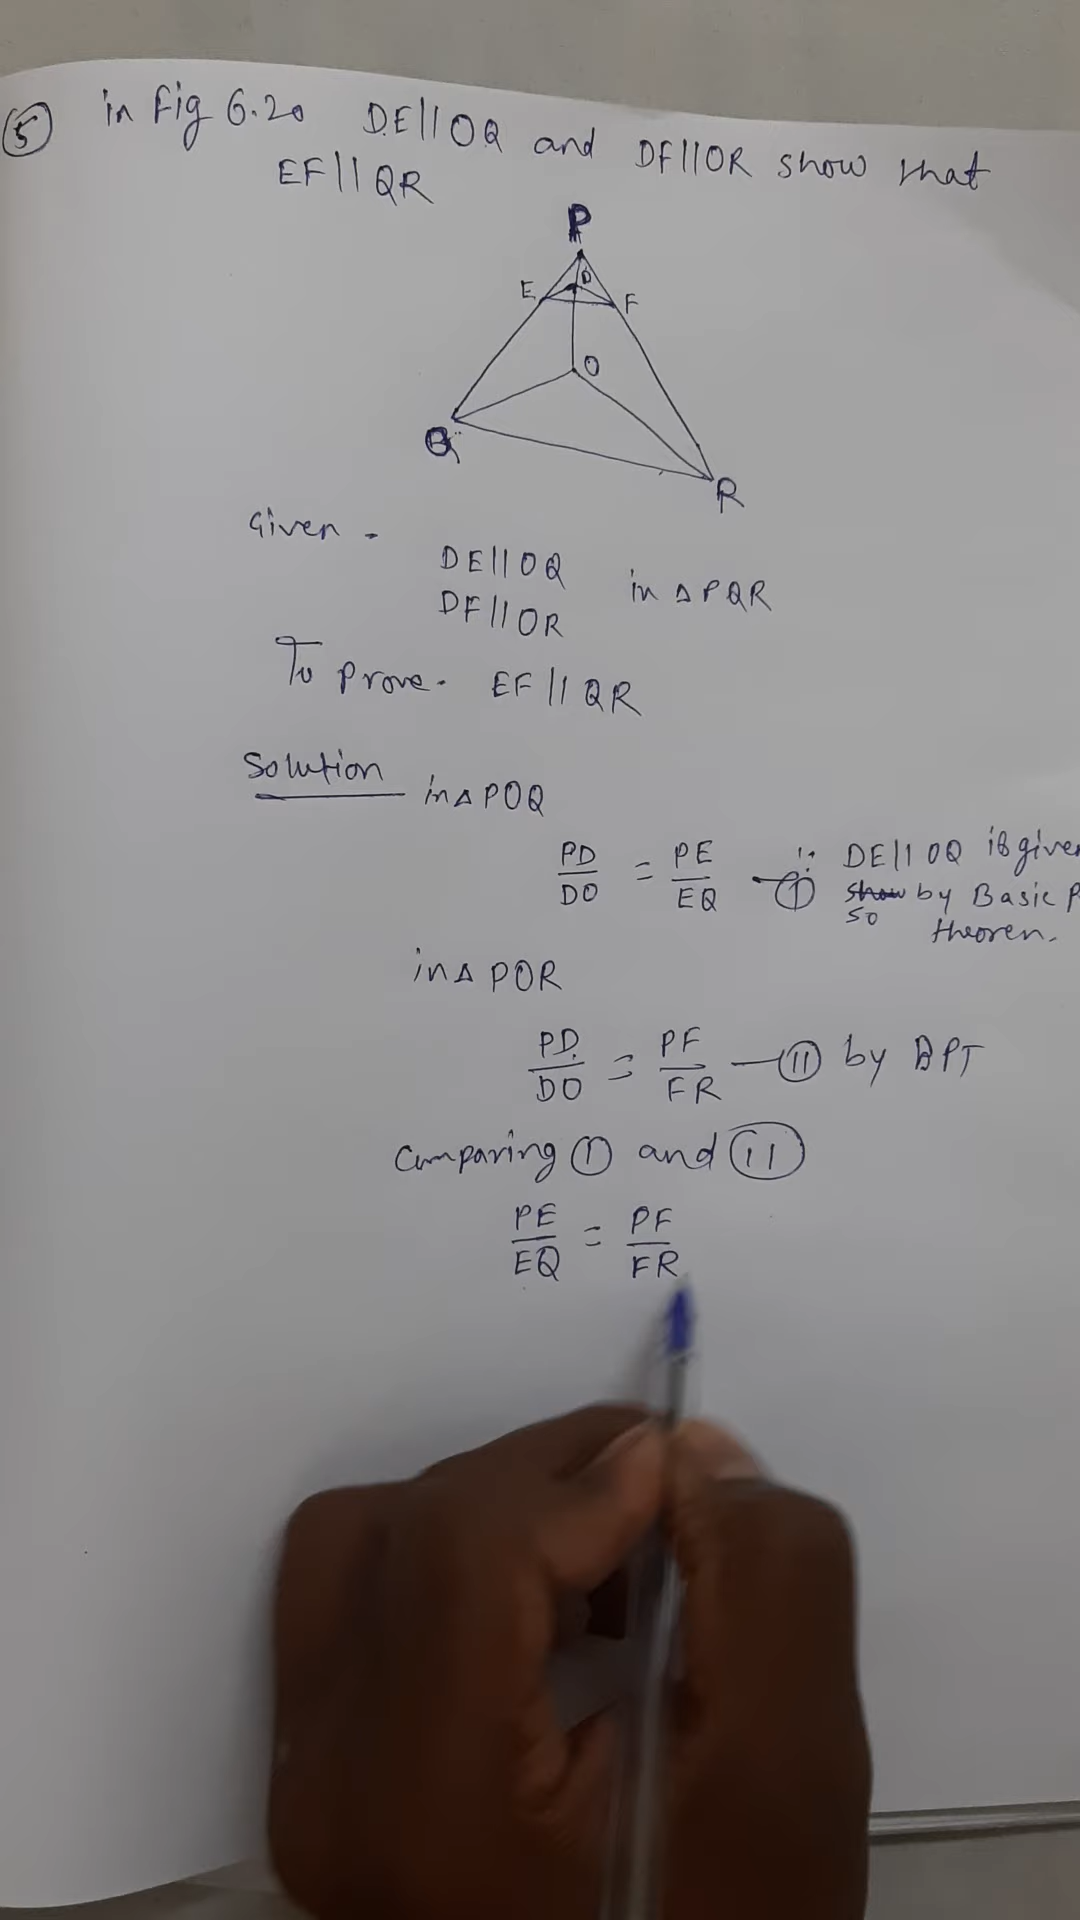 (5) in Fig 6.20 DE||OQ and DF||OR show that
EF||QR
P
D
E
F
O
Q
R
Given -
DE||OQ
DF||OR
in Δ PQR
To prove. EF || QR
Solution
in Δ POQ
PD/DO = PE/EQ — (I) ∵ DE|| OQ is given
so by Basic P
theoren.
in Δ POR
PD/DO = PF/FR — (II) by BPT
Comparing (I) and (II)
PE/EQ = PF/FR